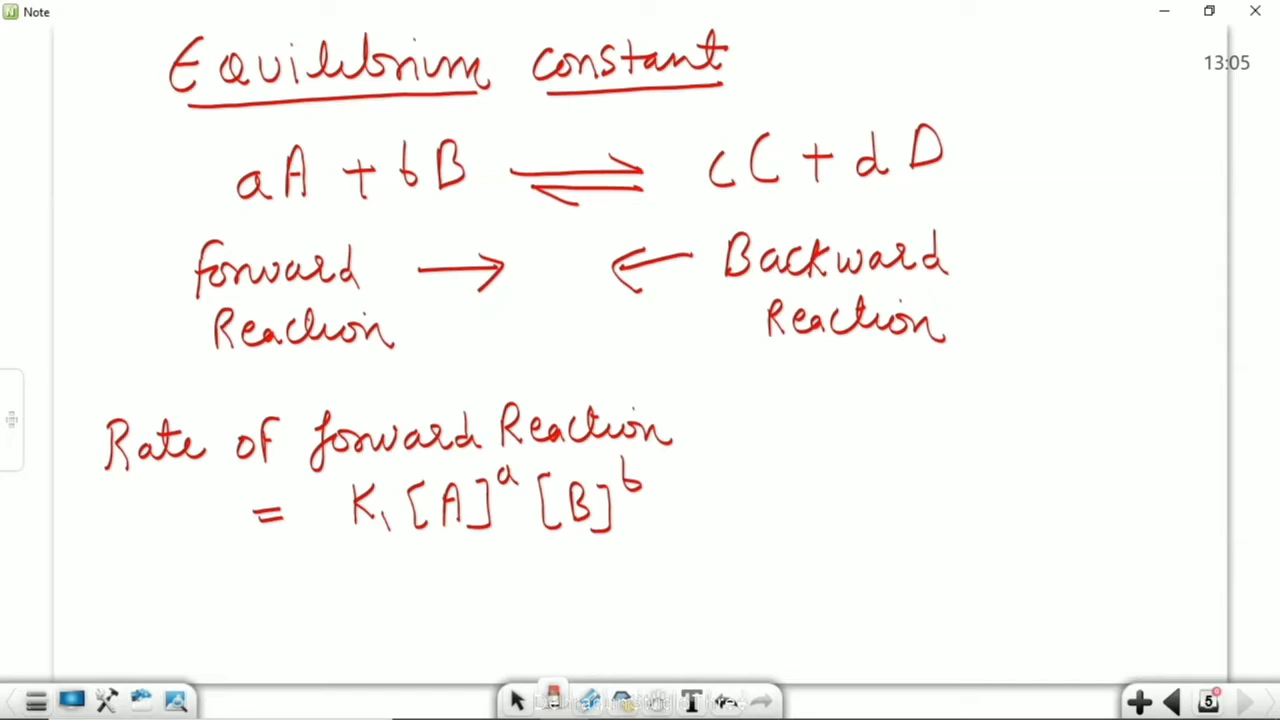 Note
13:05
Equilibrium constant
aA + bB ⇌ cC + dD
forward → ← Backward
Reaction Reaction
Rate of forward Reaction
= K₁ [A]ᵃ [B]ᵇ
T
5